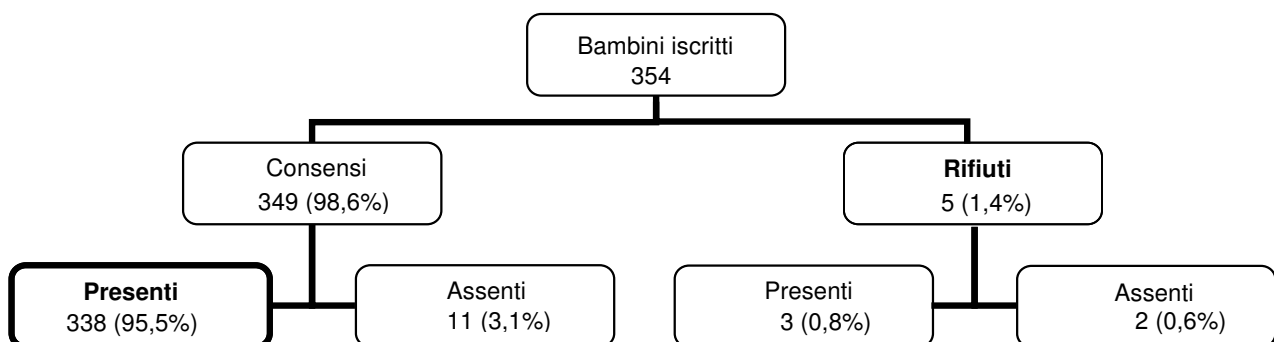 Bambini iscritti
354
Consensi
349 (98,6%)
Rifiuti
5 (1,4%)
Presenti
338 (95,5%)
Assenti
11 (3,1%)
Presenti
3 (0,8%)
Assenti
2 (0,6%)